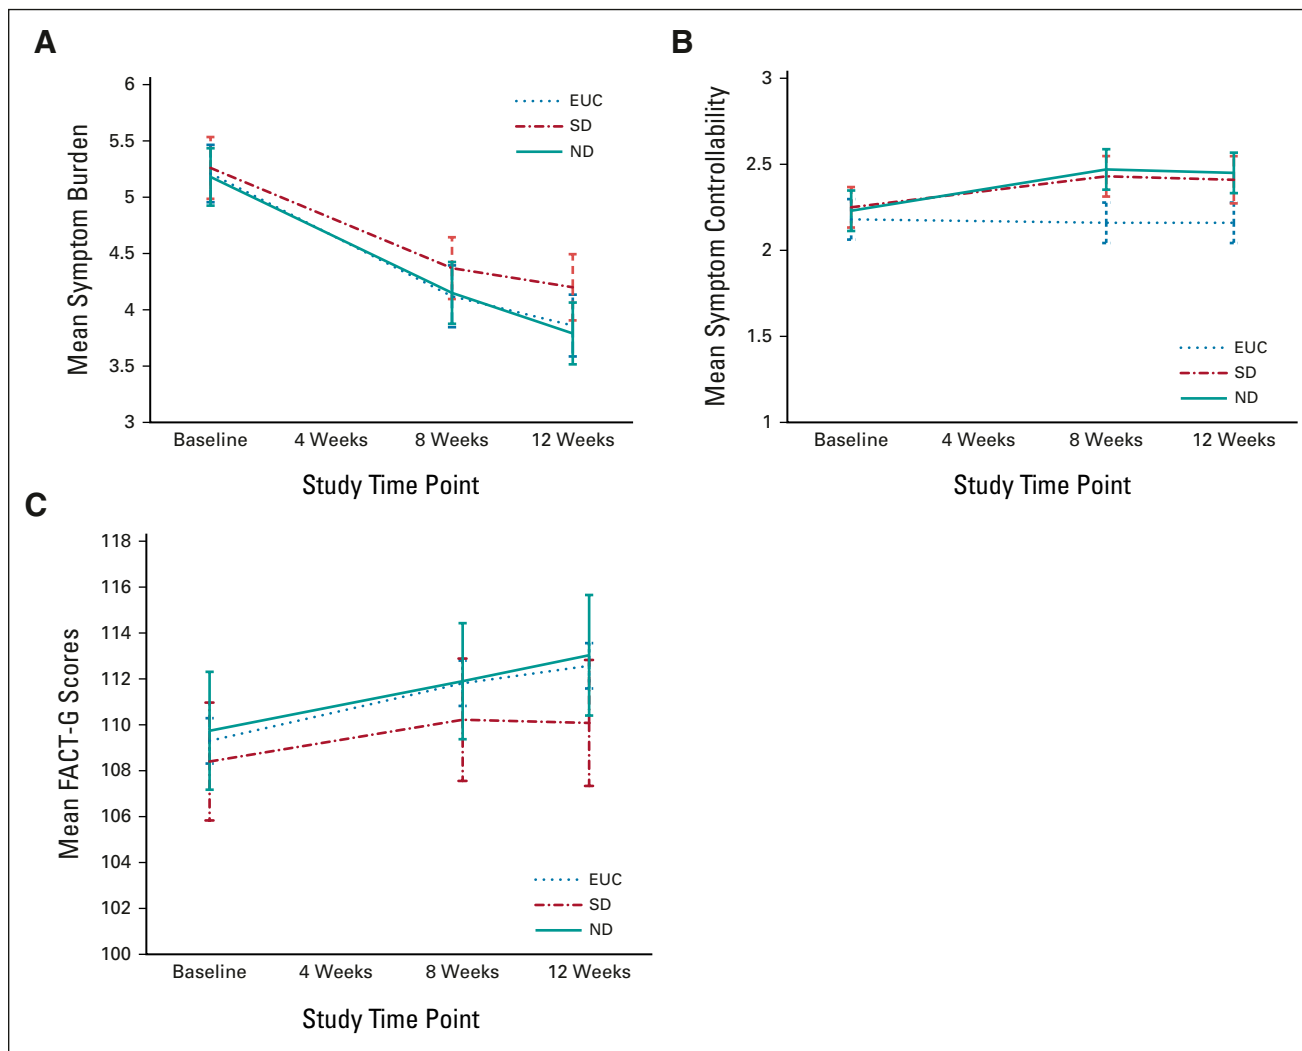 A
Mean Symptom Burden
6
5.5
5
4.5
4
3.5
3
EUC
SD
ND
Baseline
4 Weeks
8 Weeks
12 Weeks
Study Time Point
B
Mean Symptom Controllability
3
2.5
2
1.5
1
EUC
SD
ND
Baseline
4 Weeks
8 Weeks
12 Weeks
Study Time Point
C
Mean FACT-G Scores
118
116
114
112
110
108
106
104
102
100
EUC
SD
ND
Baseline
4 Weeks
8 Weeks
12 Weeks
Study Time Point